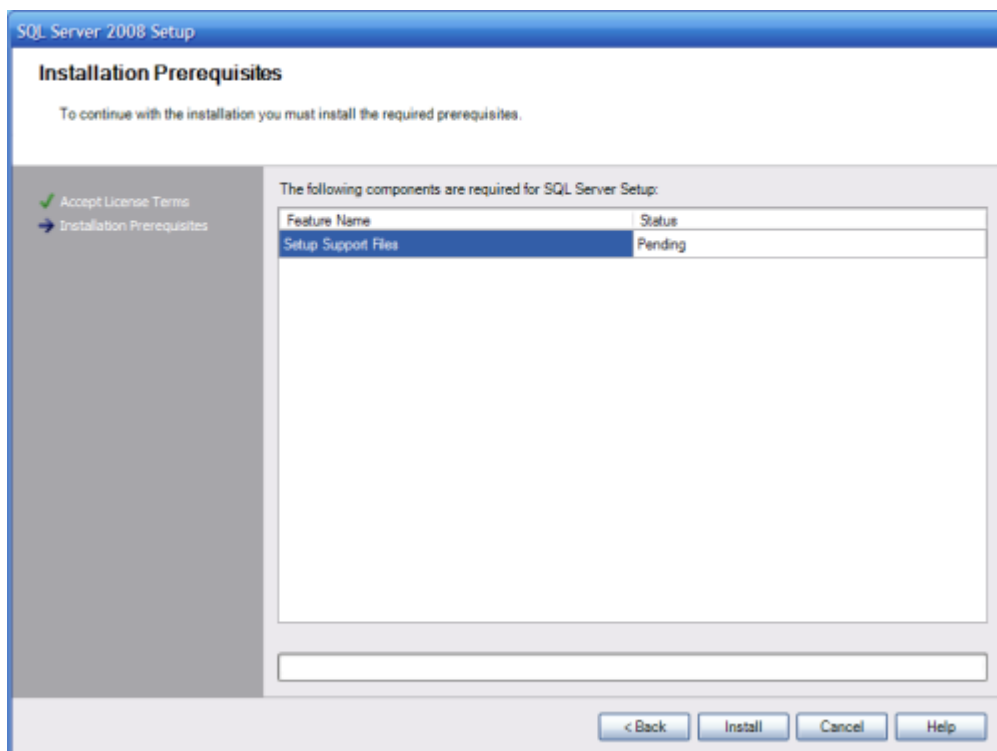 SQL Server 2008 Setup
Installation Prerequisites
To continue with the installation you must install the required prerequisites.
Accept License Terms
Installation Prerequisites
The following components are required for SQL Server Setup:
Feature Name Status
Setup Support Files Pending
< Back Install Cancel Help